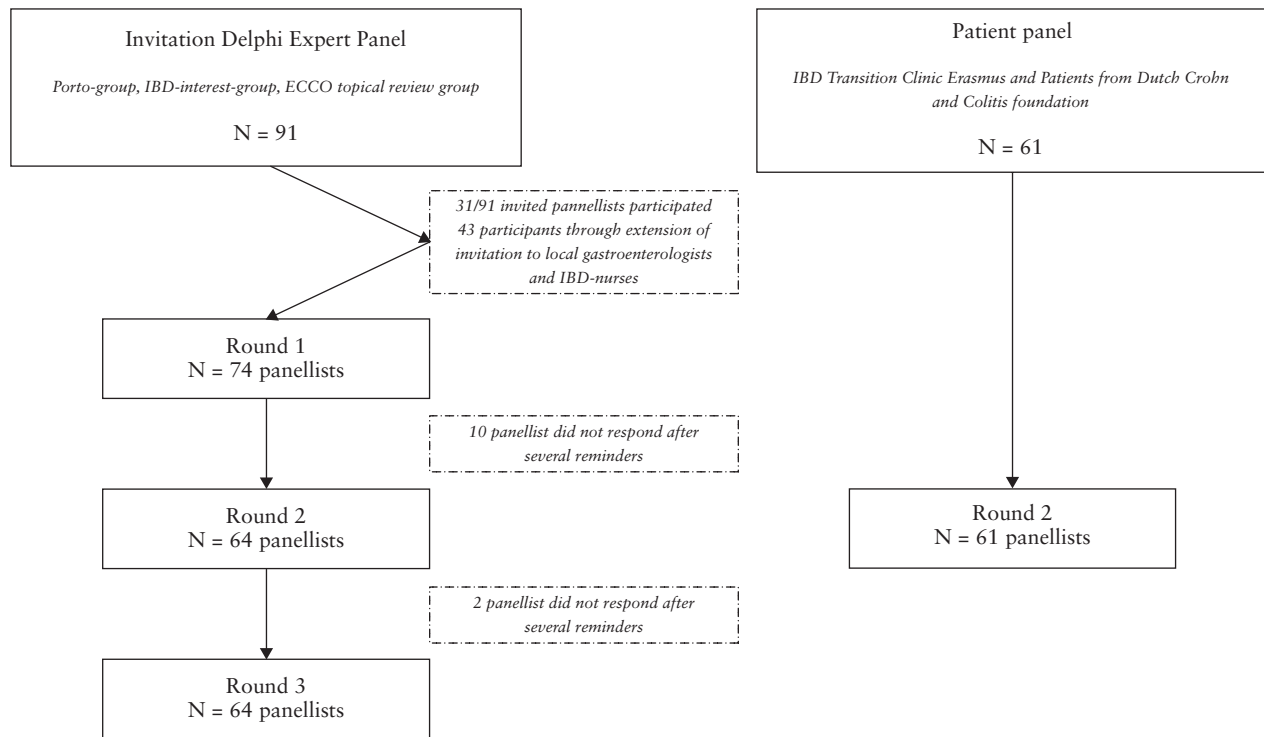 Invitation Delphi Expert Panel
Porto-group, IBD-interest-group, ECCO topical review group
N = 91
31/91 invited pannellists participated
43 participants through extension of
invitation to local gastroenterologists
and IBD-nurses
Round 1
N = 74 panellists
10 panellist did not respond after
several reminders
Round 2
N = 64 panellists
2 panellist did not respond after
several reminders
Round 3
N = 64 panellists
Patient panel
IBD Transition Clinic Erasmus and Patients from Dutch Crohn
and Colitis foundation
N = 61
Round 2
N = 61 panellists